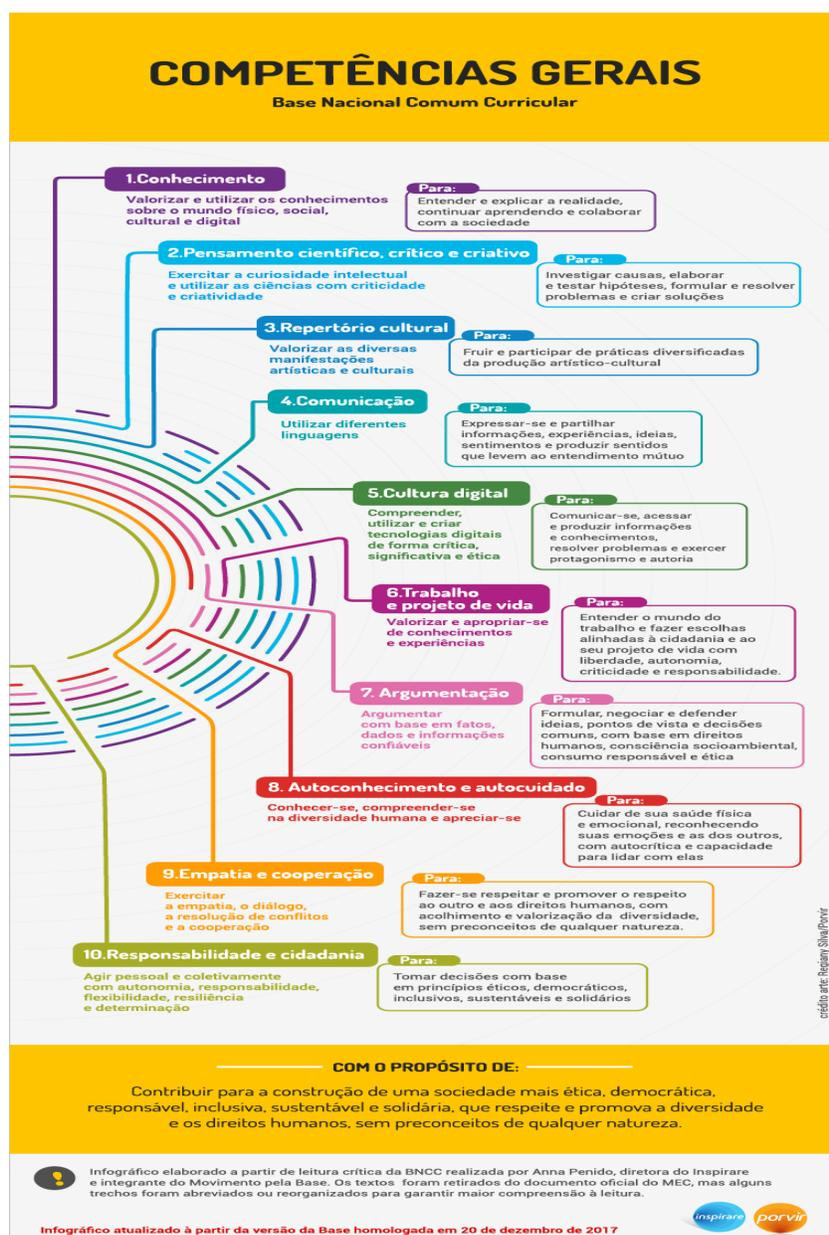 COMPETÊNCIAS GERAIS
Base Nacional Comum Curricular
1.Conhecimento
Valorizar e utilizar os conhecimentos
sobre o mundo físico, social,
cultural e digital
Para:
Entender e explicar a realidade,
continuar aprendendo e colaborar
com a sociedade
2.Pensamento científico, crítico e criativo
Exercitar a curiosidade intelectual
e utilizar as ciências com criticidade
e criatividade
Para:
Investigar causas, elaborar
e testar hipóteses, formular e resolver
problemas e criar soluções
3.Repertório cultural
Valorizar as diversas
manifestações
artísticas e culturais
Para:
Fruir e participar de práticas diversificadas
da produção artístico-cultural
4.Comunicação
Utilizar diferentes
linguagens
Para:
Expressar-se e partilhar
informações, experiências, ideias,
sentimentos e produzir sentidos
que levem ao entendimento mútuo
5.Cultura digital
Compreender,
utilizar e criar
tecnologias digitais
de forma crítica,
significativa e ética
Para:
Comunicar-se, acessar
e produzir informações
e conhecimentos,
resolver problemas e exercer
protagonismo e autoria
6.Trabalho
e projeto de vida
Valorizar e apropriar-se
de conhecimentos
e experiências
Para:
Entender o mundo do
trabalho e fazer escolhas
alinhadas à cidadania e ao
seu projeto de vida com
liberdade, autonomia,
criticidade e responsabilidade.
7. Argumentação
Argumentar
com base em fatos,
dados e informações
confiáveis
Para:
Formular, negociar e defender
ideias, pontos de vista e decisões
comuns, com base em direitos
humanos, consciência socioambiental,
consumo responsável e ética
8. Autoconhecimento e autocuidado
Conhecer-se, compreender-se
na diversidade humana e apreciar-se
Para:
Cuidar de sua saúde física
e emocional, reconhecendo
suas emoções e as dos outros,
com autocrítica e capacidade
para lidar com elas
9.Empatia e cooperação
Exercitar
a empatia, o diálogo,
a resolução de conflitos
e a cooperação
Para:
Fazer-se respeitar e promover o respeito
ao outro e aos direitos humanos, com
acolhimento e valorização da diversidade,
sem preconceitos de qualquer natureza.
10.Responsabilidade e cidadania
Agir pessoal e coletivamente
com autonomia, responsabilidade,
flexibilidade, resiliência
e determinação
Para:
Tomar decisões com base
em princípios éticos, democráticos,
inclusivos, sustentáveis e solidários
crédito arte: Regiany Silva/Porvir
COM O PROPÓSITO DE:
Contribuir para a construção de uma sociedade mais ética, democrática,
responsável, inclusiva, sustentável e solidária, que respeite e promova a diversidade
e os direitos humanos, sem preconceitos de qualquer natureza.
Infográfico elaborado a partir de leitura crítica da BNCC realizada por Anna Penido, diretora do Inspirare
e integrante do Movimento pela Base. Os textos foram retirados do documento oficial do MEC, mas alguns
trechos foram abreviados ou reorganizados para garantir maior compreensão à leitura.
inspirare
porvir
Infográfico atualizado à partir da versão da Base homologada em 20 de dezembro de 2017